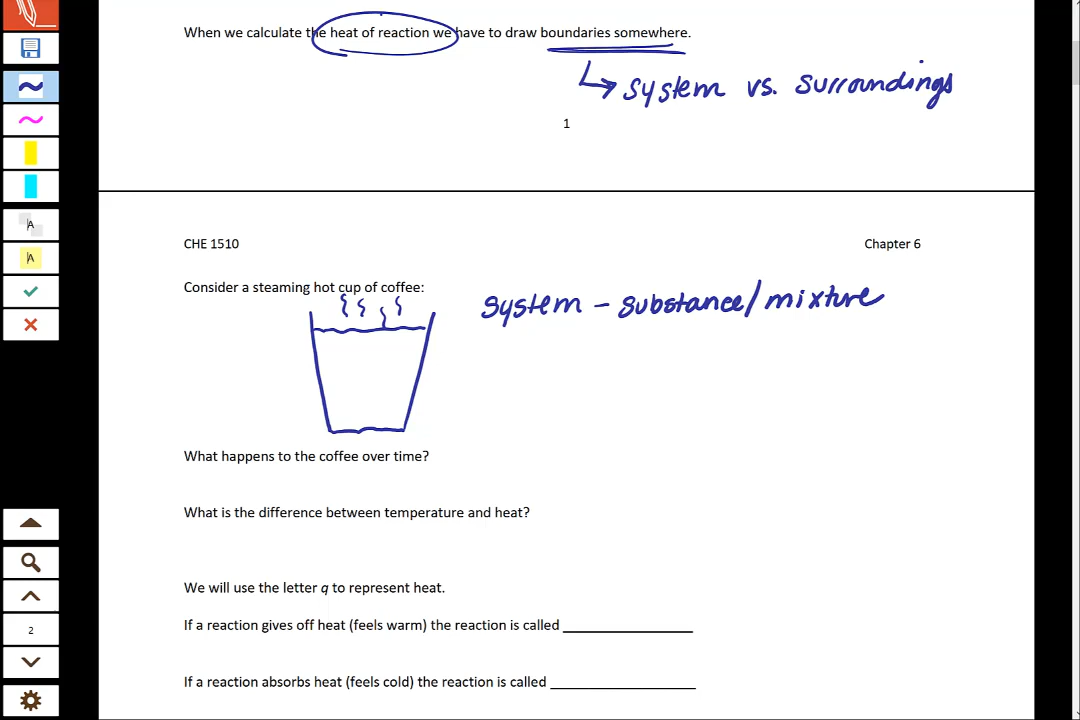 When we calculate the heat of reaction we have to draw boundaries somewhere.
system vs. surroundings
1
CHE 1510
Chapter 6
Consider a steaming hot cup of coffee:
system – substance/mixture
What happens to the coffee over time?
What is the difference between temperature and heat?
We will use the letter q to represent heat.
If a reaction gives off heat (feels warm) the reaction is called ________________
If a reaction absorbs heat (feels cold) the reaction is called __________________
A
A
2